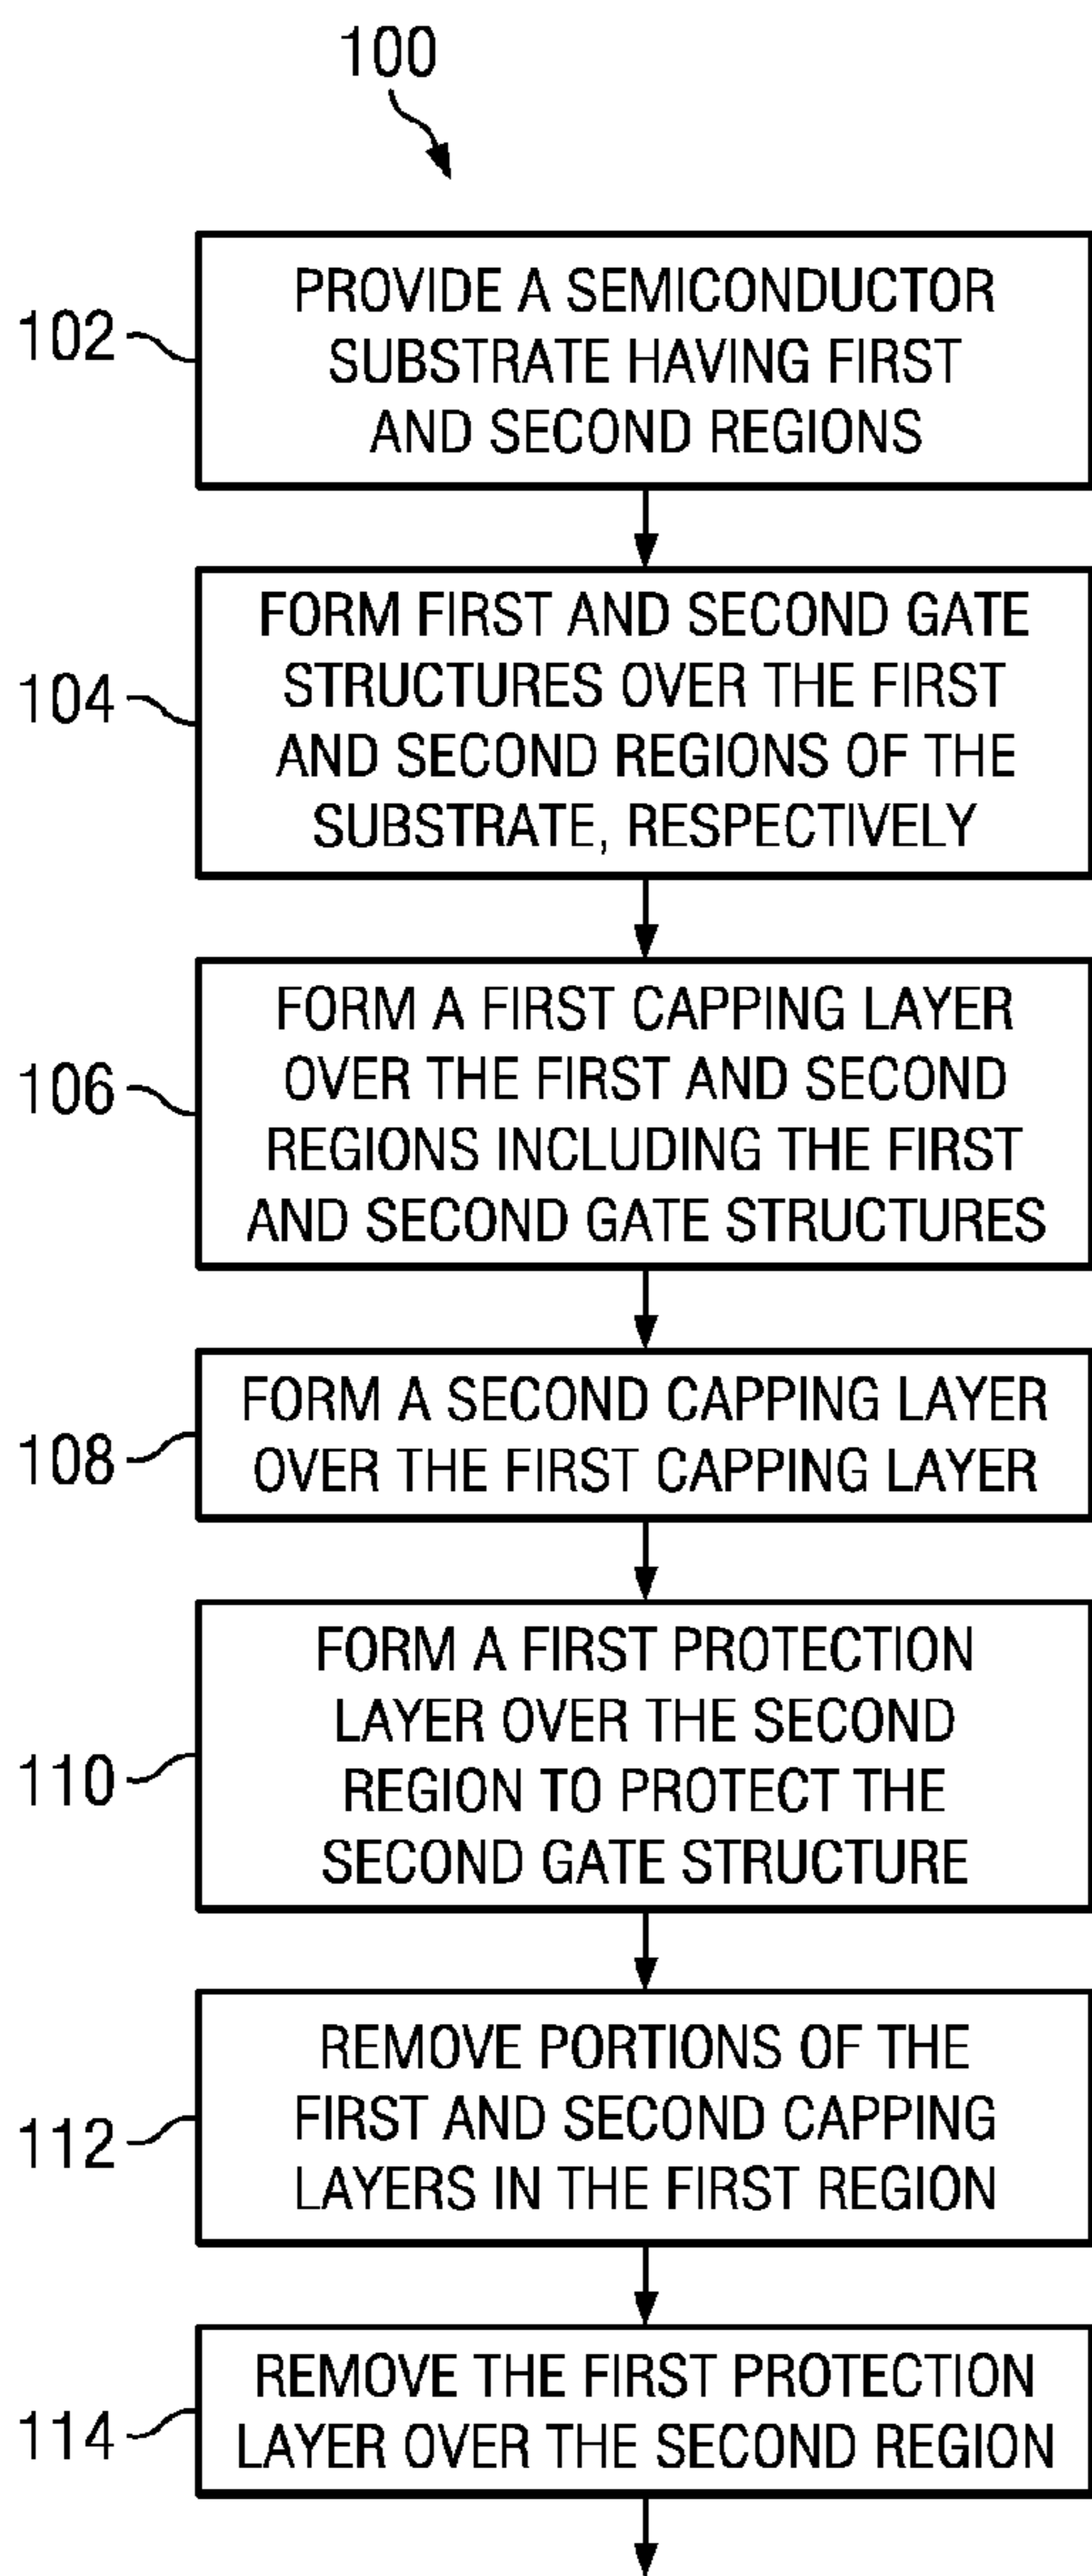 100
102
PROVIDE A SEMICONDUCTOR
SUBSTRATE HAVING FIRST
AND SECOND REGIONS
104
FORM FIRST AND SECOND GATE
STRUCTURES OVER THE FIRST
AND SECOND REGIONS OF THE
SUBSTRATE, RESPECTIVELY
106
FORM A FIRST CAPPING LAYER
OVER THE FIRST AND SECOND
REGIONS INCLUDING THE FIRST
AND SECOND GATE STRUCTURES
108
FORM A SECOND CAPPING LAYER
OVER THE FIRST CAPPING LAYER
110
FORM A FIRST PROTECTION
LAYER OVER THE SECOND
REGION TO PROTECT THE
SECOND GATE STRUCTURE
112
REMOVE PORTIONS OF THE
FIRST AND SECOND CAPPING
LAYERS IN THE FIRST REGION
114
REMOVE THE FIRST PROTECTION
LAYER OVER THE SECOND REGION